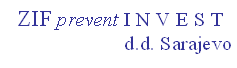 ZIF prevent I N V E S T
d.d. Sarajevo